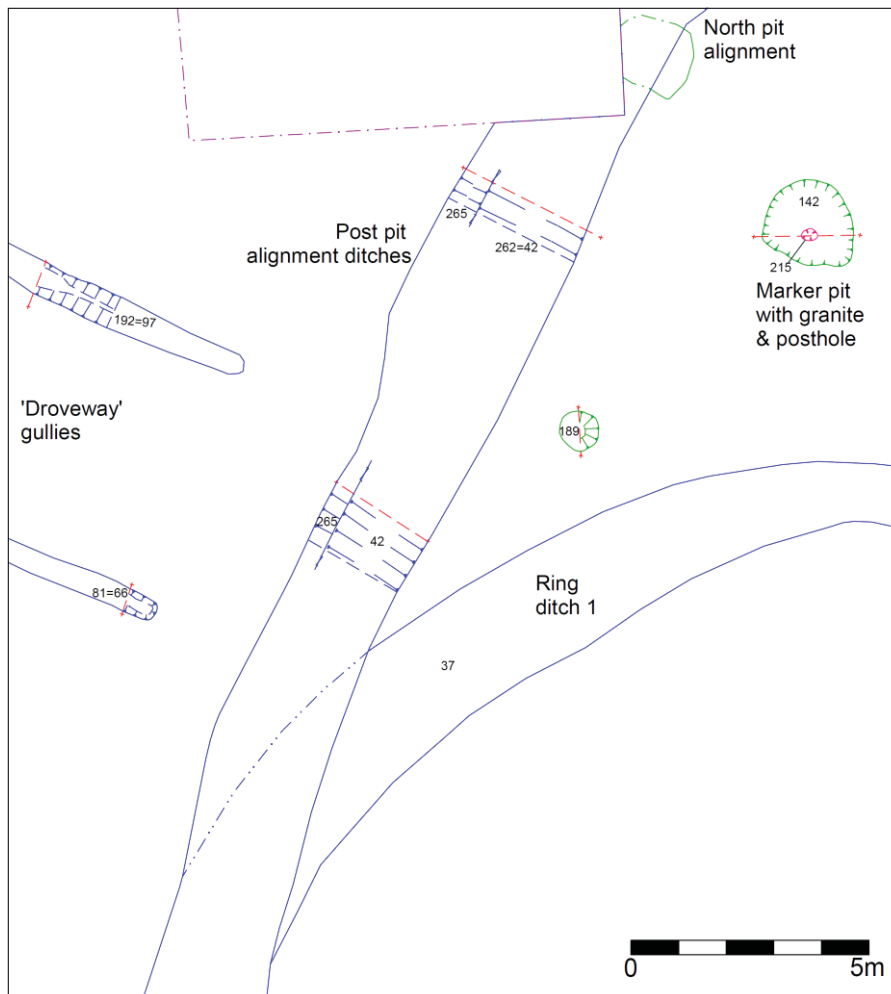 North pit
alignment
142
265
262=42
Post pit
alignment ditches
215
Marker pit
with granite
& posthole
192=97
'Droveway'
gullies
189
265
42
81=66
Ring
ditch 1
37
0
5m